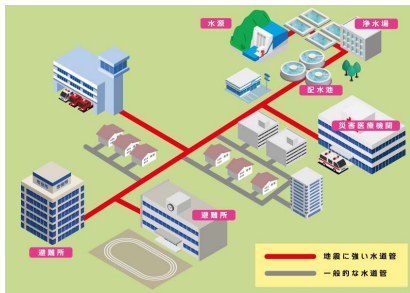 水源
浄水場
配水池
災害医療機関
避難所
避難所
地震に強い水道管
一般的な水道管